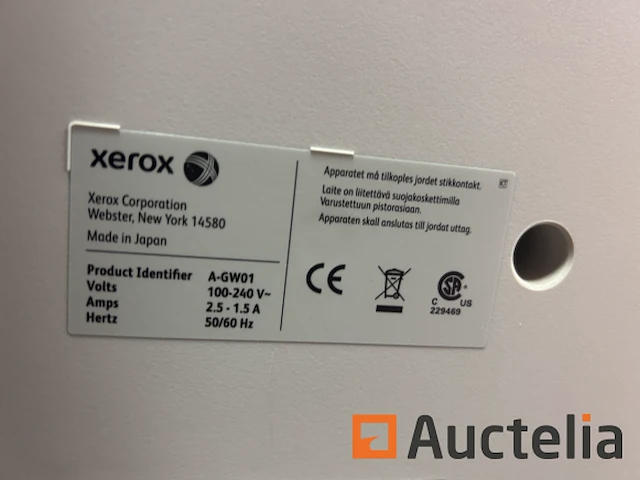 xerox
Xerox Corporation
Webster, New York 14580
Made in Japan
Product Identifier A-GW01
Volts 100-240 V~
Amps 2.5 - 1.5 A
Hertz 50/60 Hz
Apparatet må tilkoples jordet stikkontakt.
Laite on liitettävä suojakoskettimilla
Varustettuun pistorasiaan.
Apparaten skall anslutas till jordat uttag.
CE
SA
C US
229469
Auctelia